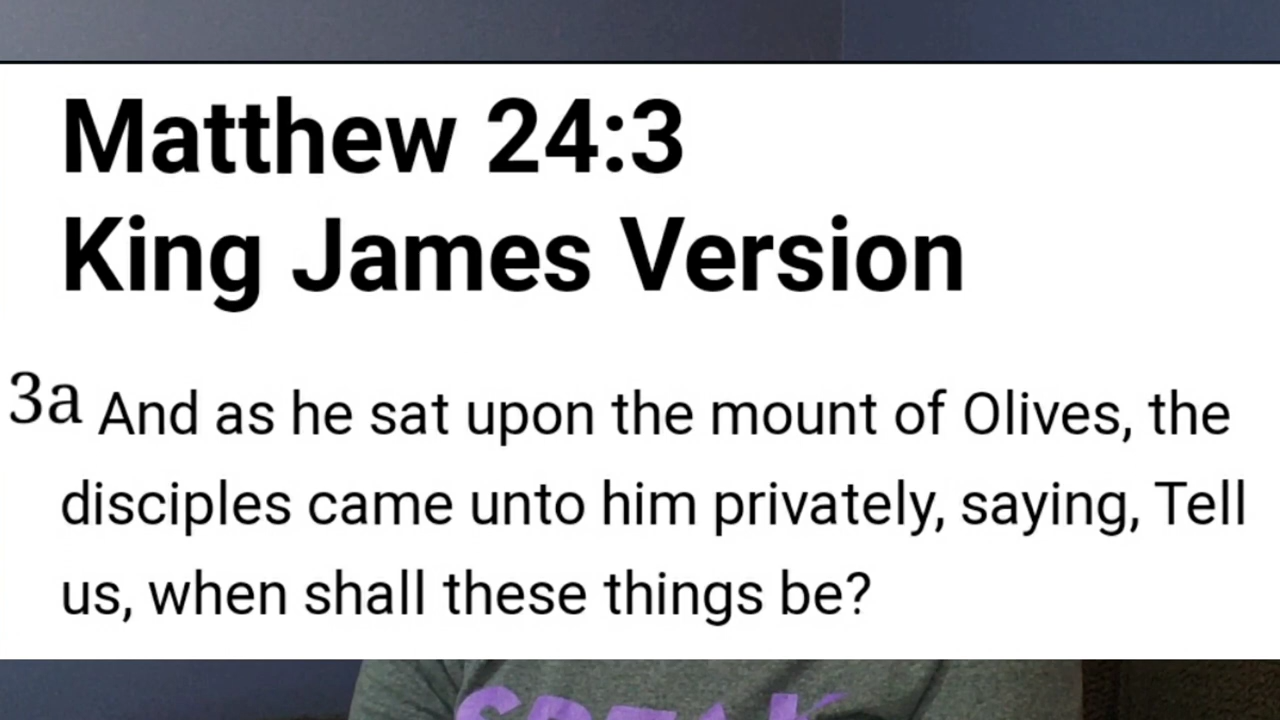 Matthew 24:3
King James Version
3a And as he sat upon the mount of Olives, the
disciples came unto him privately, saying, Tell
us, when shall these things be?
SPEAK